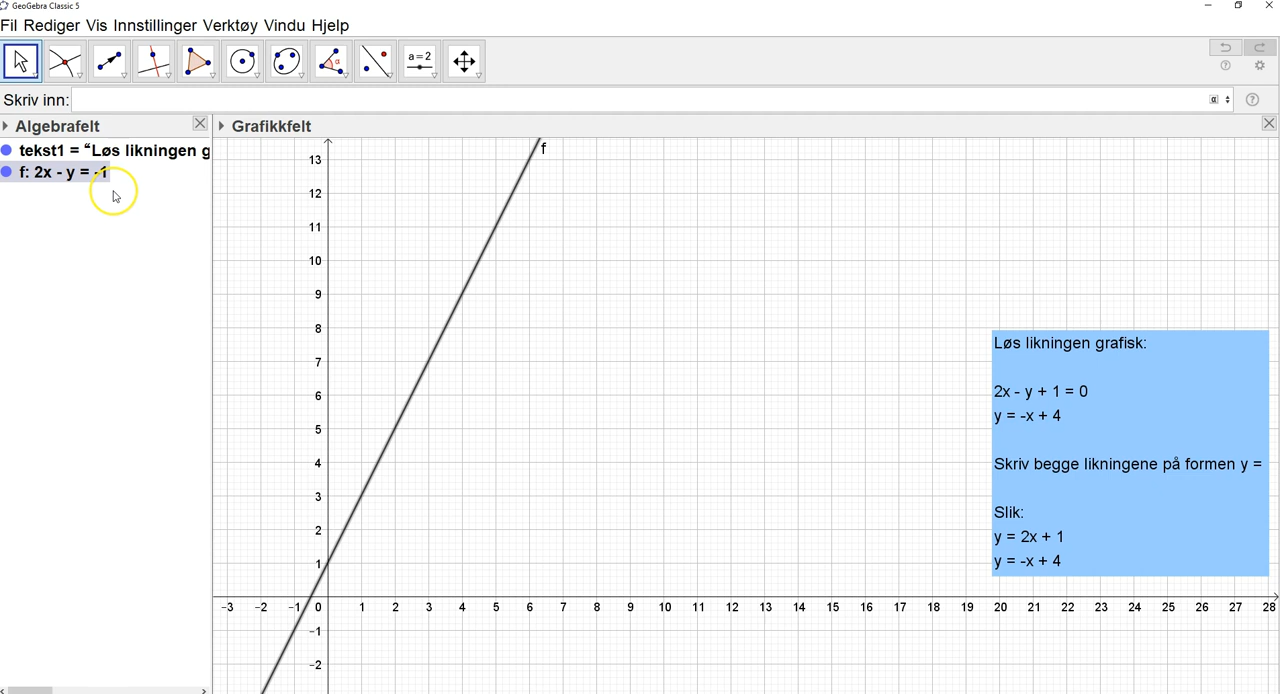 GeoGebra Classic 5
Fil Rediger Vis Innstillinger Verktøy Vindu Hjelp
a=2
Skriv inn:
α
Algebrafelt
Grafikkfelt
tekst1 = “Løs likningen g
f: 2x - y = -1
f
13
12
11
10
9
8
7
6
5
4
3
2
1
-3 -2 -1 0 1 2 3 4 5 6 7 8 9 10 11 12 13 14 15 16 17 18 19 20 21 22 23 24 25 26 27 28
-1
-2
Løs likningen grafisk:
2x - y + 1 = 0
y = -x + 4
Skriv begge likningene på formen y =
Slik:
y = 2x + 1
y = -x + 4